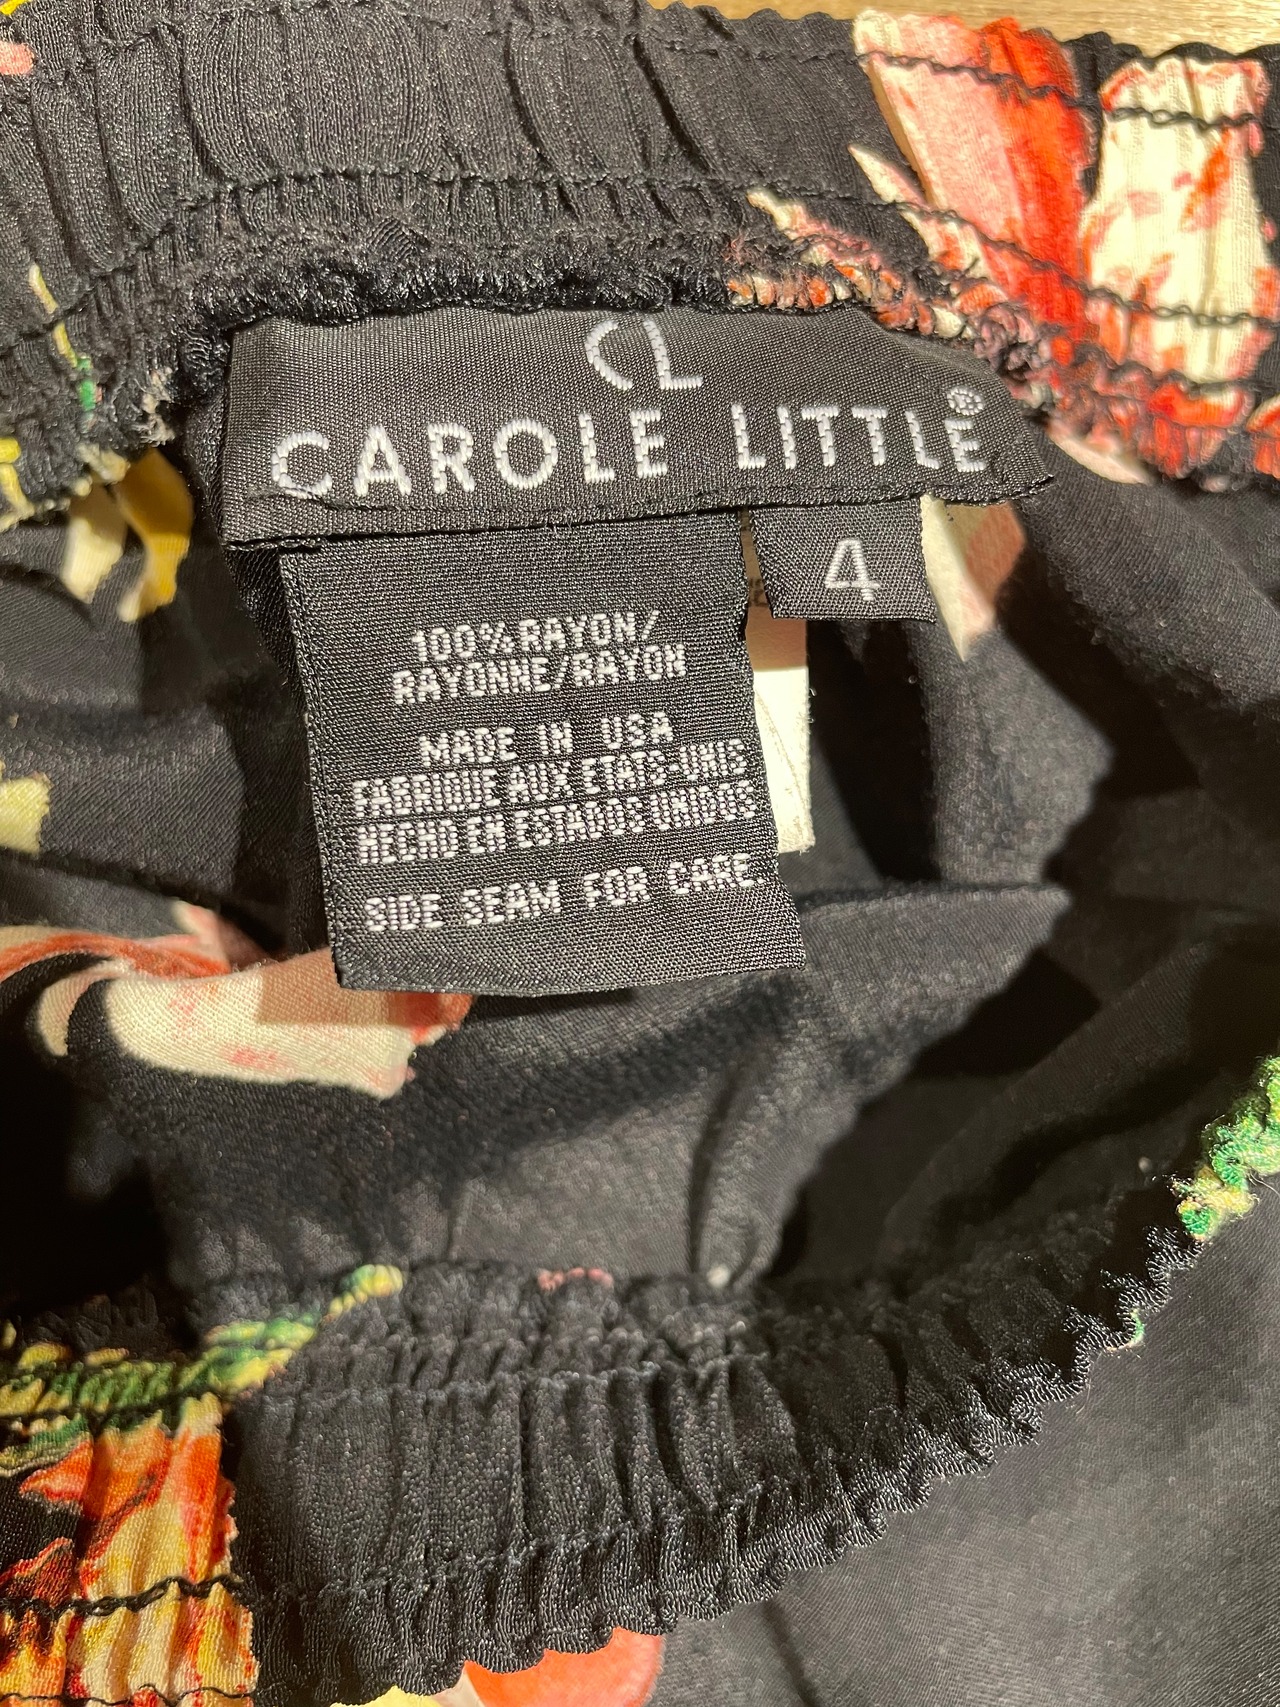 CL
CAROLE LITTLE®
4
100% RAYON/
RAYONNE/RAYON
MADE IN USA
FABRIQUE AUX ETATS-UNIS
HECHO EN ESTADOS UNIDOS
SIDE SEAM FOR CARE